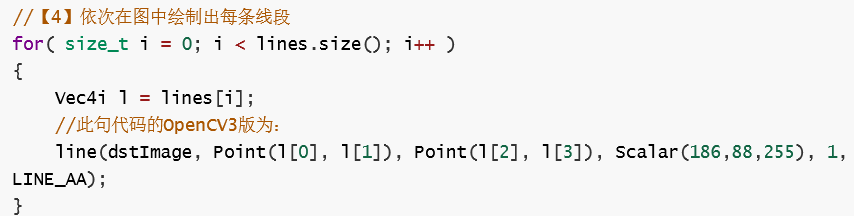 //【4】依次在图中绘制出每条线段
for( size_t i = 0; i < lines.size(); i++ )
{
    Vec4i l = lines[i];
    //此句代码的OpenCV3版为:
    line(dstImage, Point(l[0], l[1]), Point(l[2], l[3]), Scalar(186,88,255), 1,
LINE_AA);
}